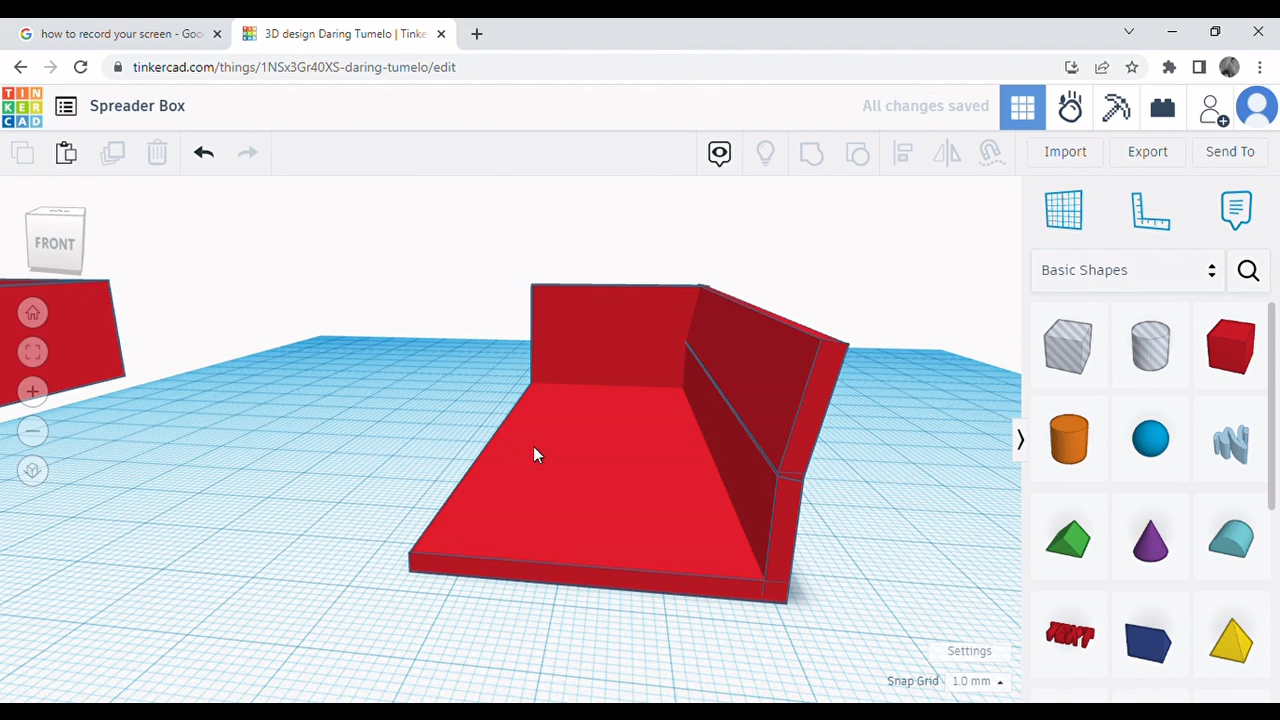 how to record your screen - Goo
3D design Daring Tumelo | Tinke
tinkercad.com/things/1NSx3Gr40XS-daring-tumelo/edit
TIN
KER
CAD
Spreader Box
All changes saved
Import
Export
Send To
FRONT
Basic Shapes
TEXT
Settings
Snap Grid 1.0 mm